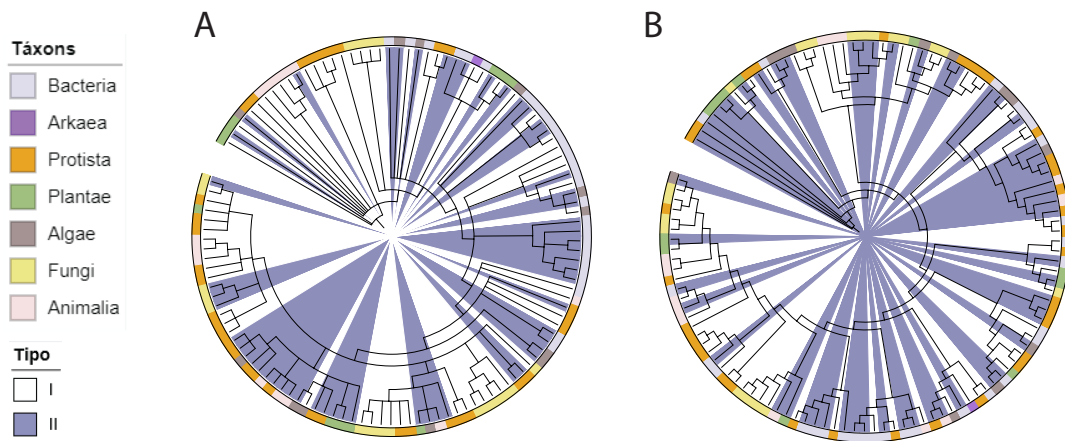 A
B
Táxons
Bacteria
Arkaea
Protista
Plantae
Algae
Fungi
Animalia
Tipo
I
II